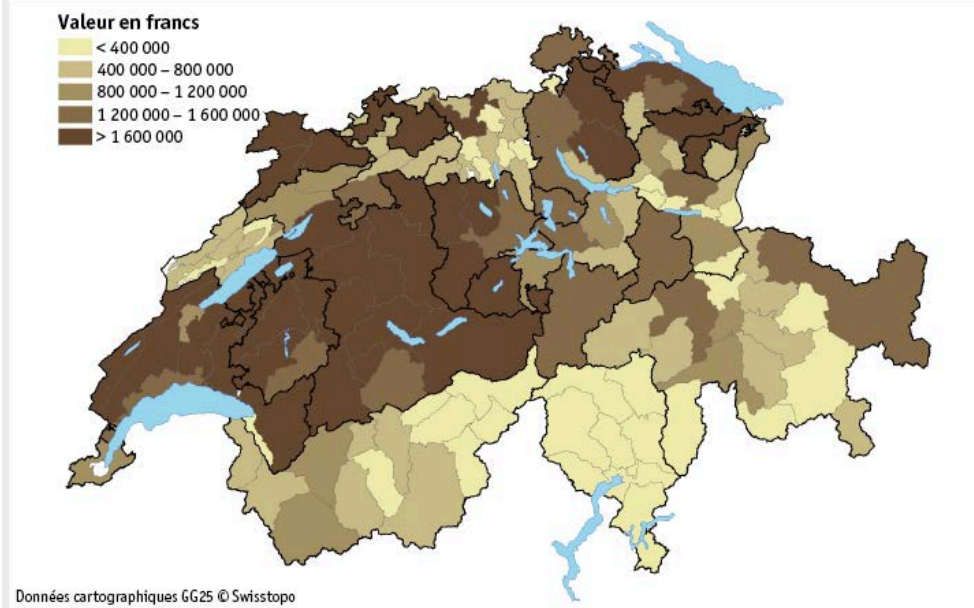 Valeur en francs
< 400 000
400 000 – 800 000
800 000 – 1 200 000
1 200 000 – 1 600 000
> 1 600 000
Données cartographiques GG25 © Swisstopo